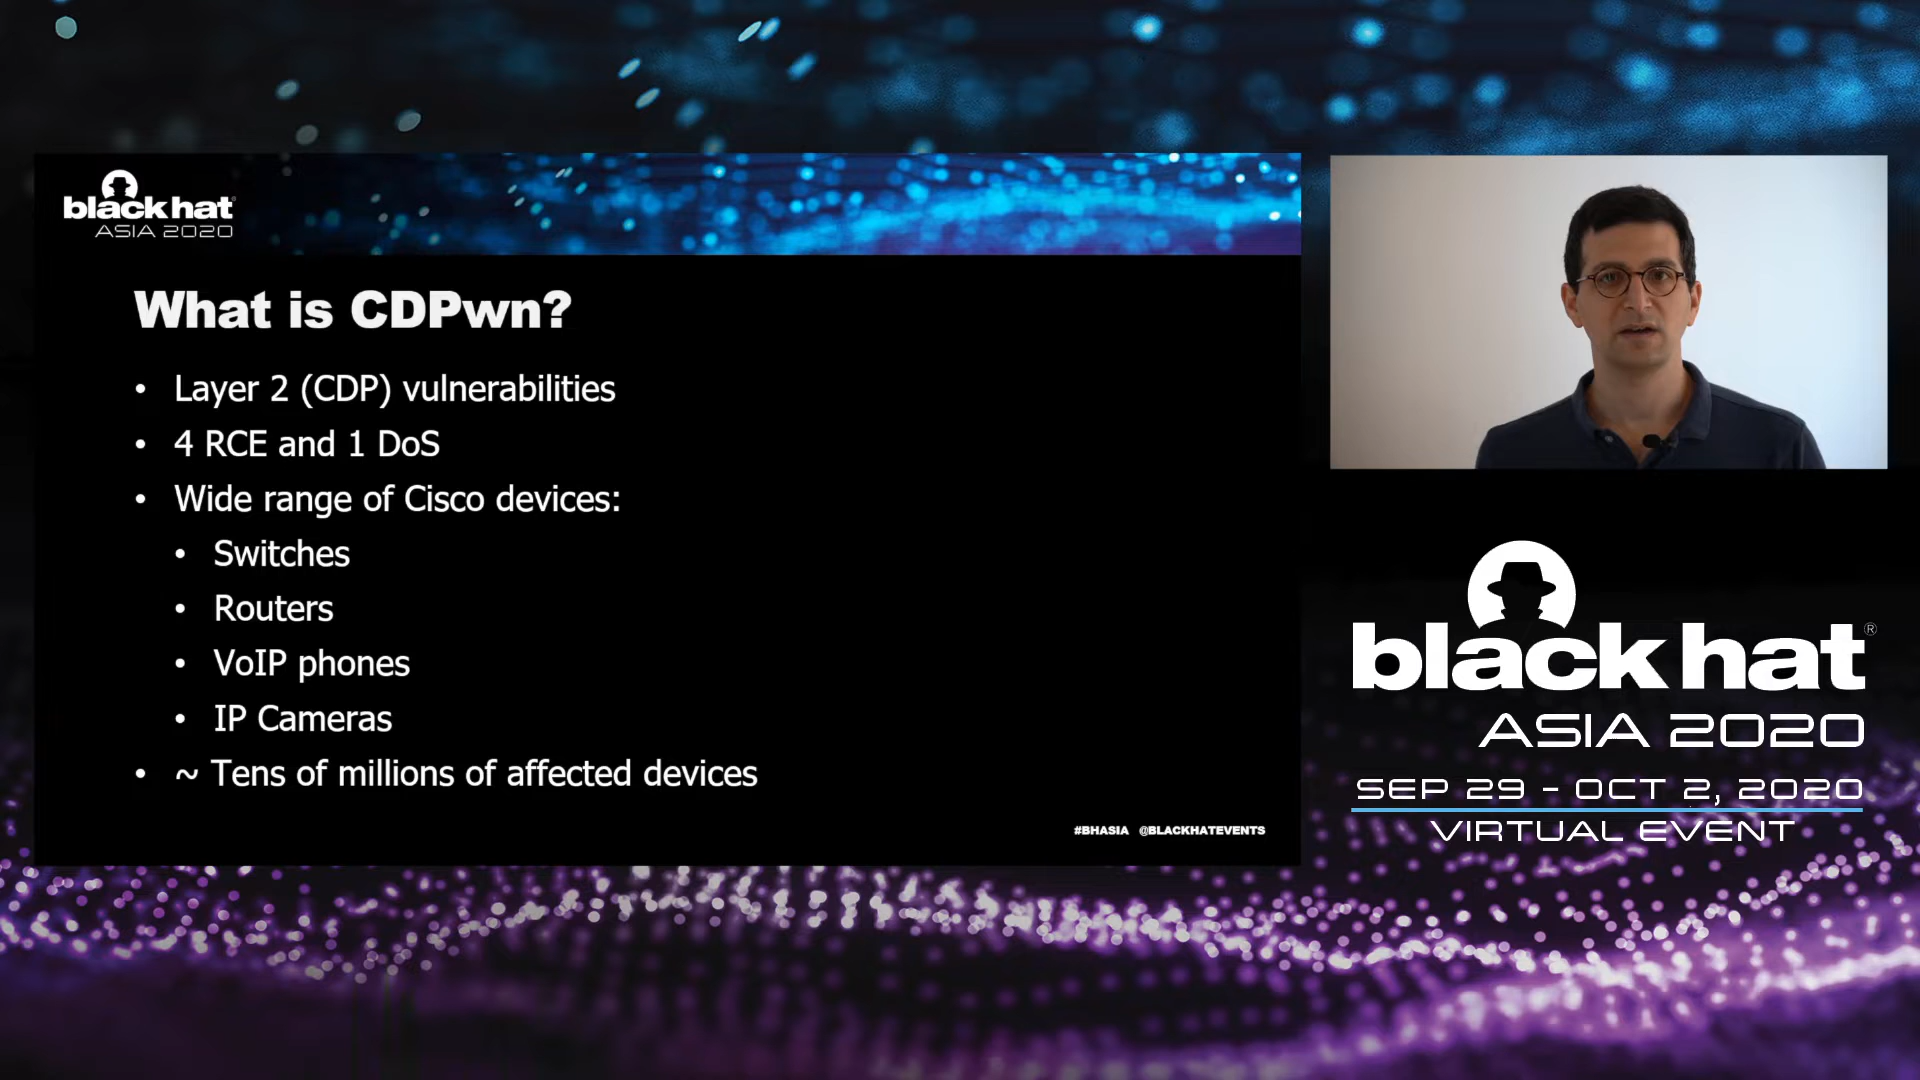 black hat
ASIA 2020
What is CDPwn?
• Layer 2 (CDP) vulnerabilities
• 4 RCE and 1 DoS
• Wide range of Cisco devices:
• Switches
• Routers
• VoIP phones
• IP Cameras
• ~ Tens of millions of affected devices
#BHASIA @BLACKHATEVENTS
black hat®
ASIA 2020
SEP 29 - OCT 2, 2020
VIRTUAL EVENT